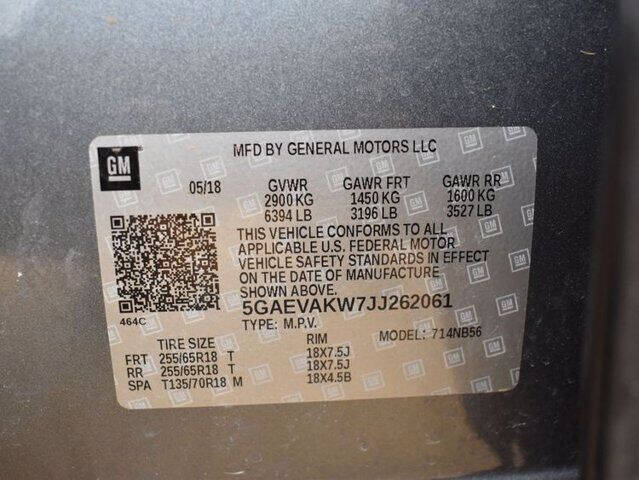 GM
MFD BY GENERAL MOTORS LLC
05/18 GVWR GAWR FRT GAWR RR
2900 KG 1450 KG 1600 KG
6394 LB 3196 LB 3527 LB
THIS VEHICLE CONFORMS TO ALL
APPLICABLE U.S. FEDERAL MOTOR
VEHICLE SAFETY STANDARDS IN EFFECT
ON THE DATE OF MANUFACTURE
SHOWN ABOVE.
464C
5GAEVAKW7JJ262061
TYPE: M.P.V. MODEL: 714NB56
TIRE SIZE RIM
FRT 255/65R18 T 18X7.5J
RR 255/65R18 T 18X7.5J
SPA T135/70R18 M 18X4.5B